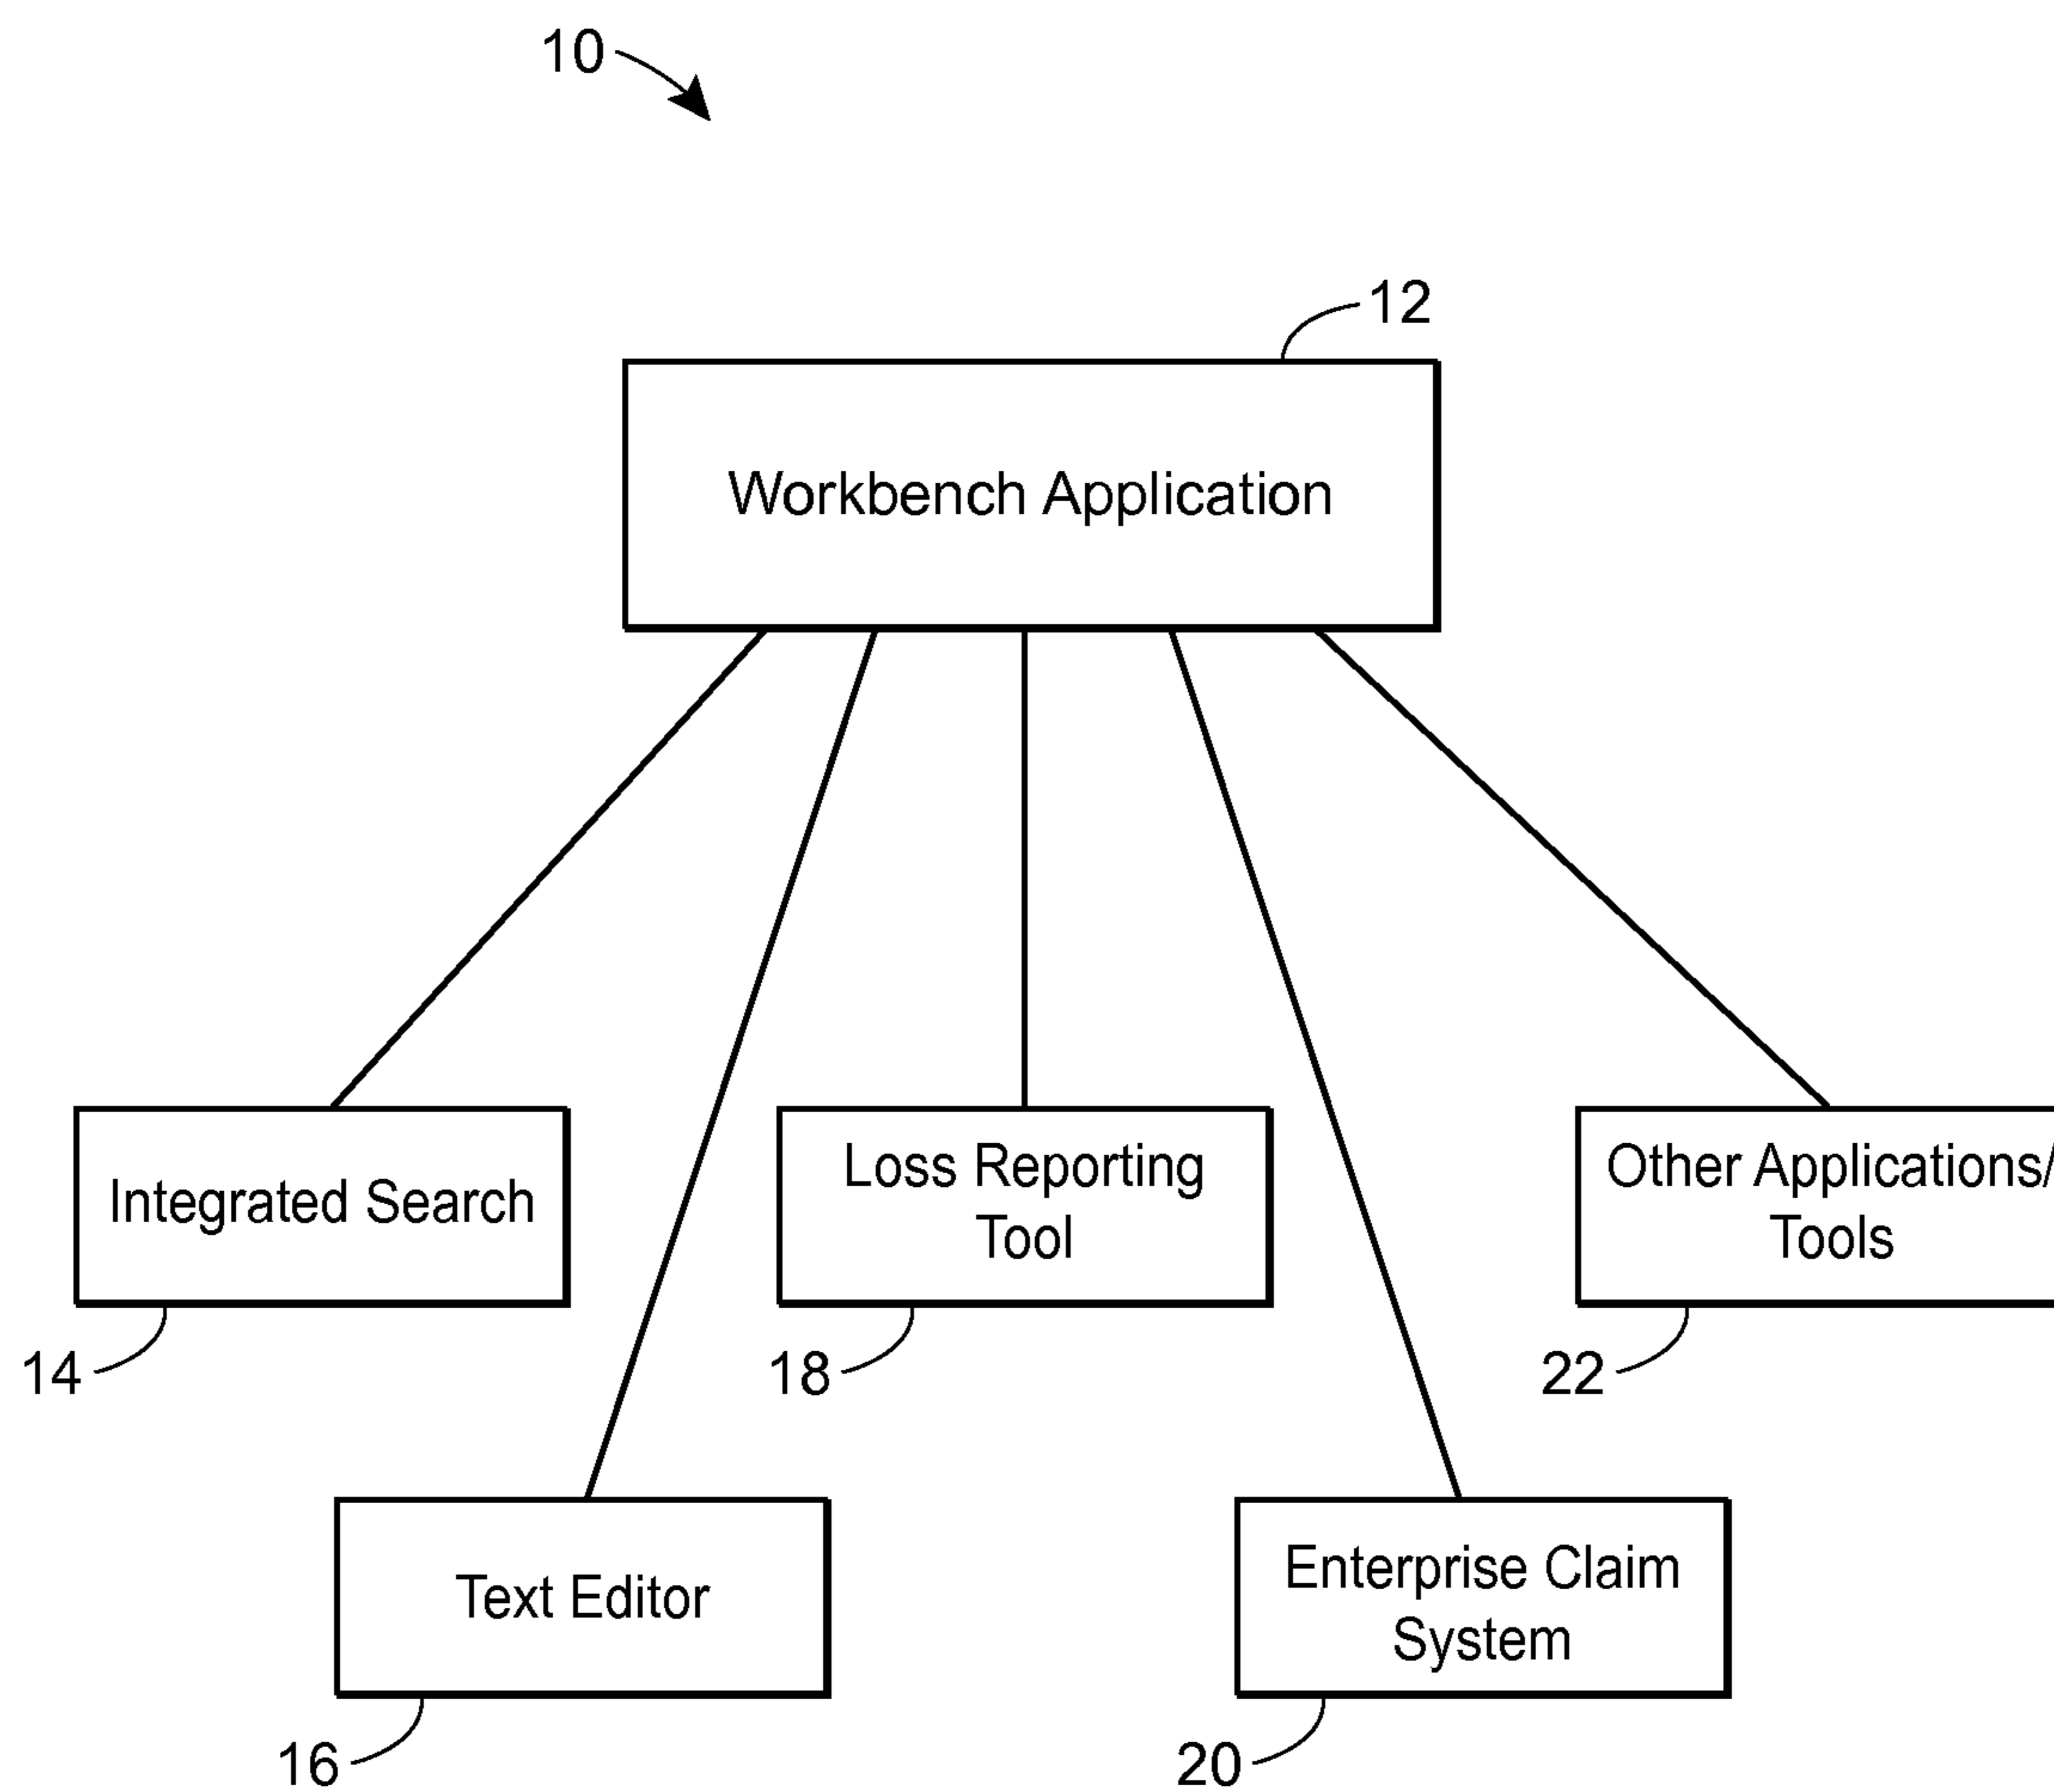 10
12
Workbench Application
Integrated Search
Loss Reporting
Tool
Other Applications/
Tools
14
18
22
Text Editor
Enterprise Claim
System
16
20